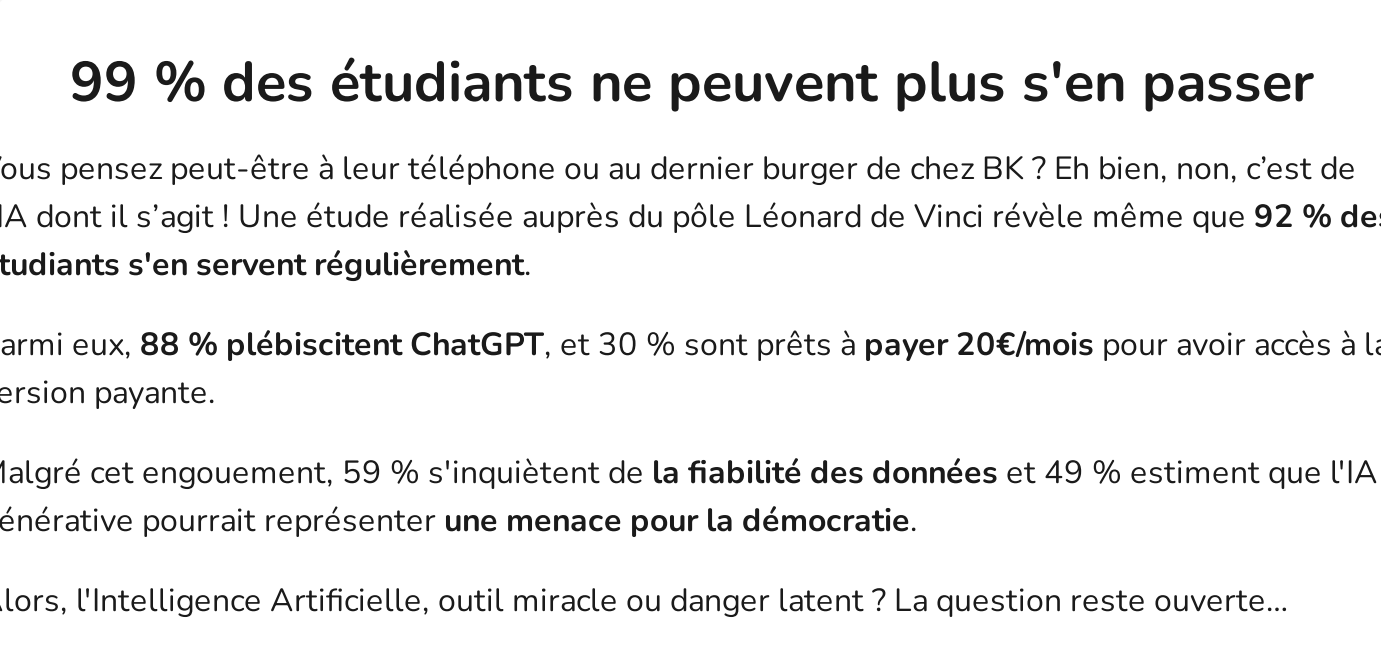 99 % des étudiants ne peuvent plus s'en passer
Vous pensez peut-être à leur téléphone ou au dernier burger de chez BK ? Eh bien, non, c’est de
IA dont il s’agit ! Une étude réalisée auprès du pôle Léonard de Vinci révèle même que 92 % des
tudiants s'en servent régulièrement.
armi eux, 88 % plébiscitent ChatGPT, et 30 % sont prêts à payer 20€/mois pour avoir accès à la
ersion payante.
Malgré cet engouement, 59 % s'inquiètent de la fiabilité des données et 49 % estiment que l'IA
énérative pourrait représenter une menace pour la démocratie.
Alors, l'Intelligence Artificielle, outil miracle ou danger latent ? La question reste ouverte...